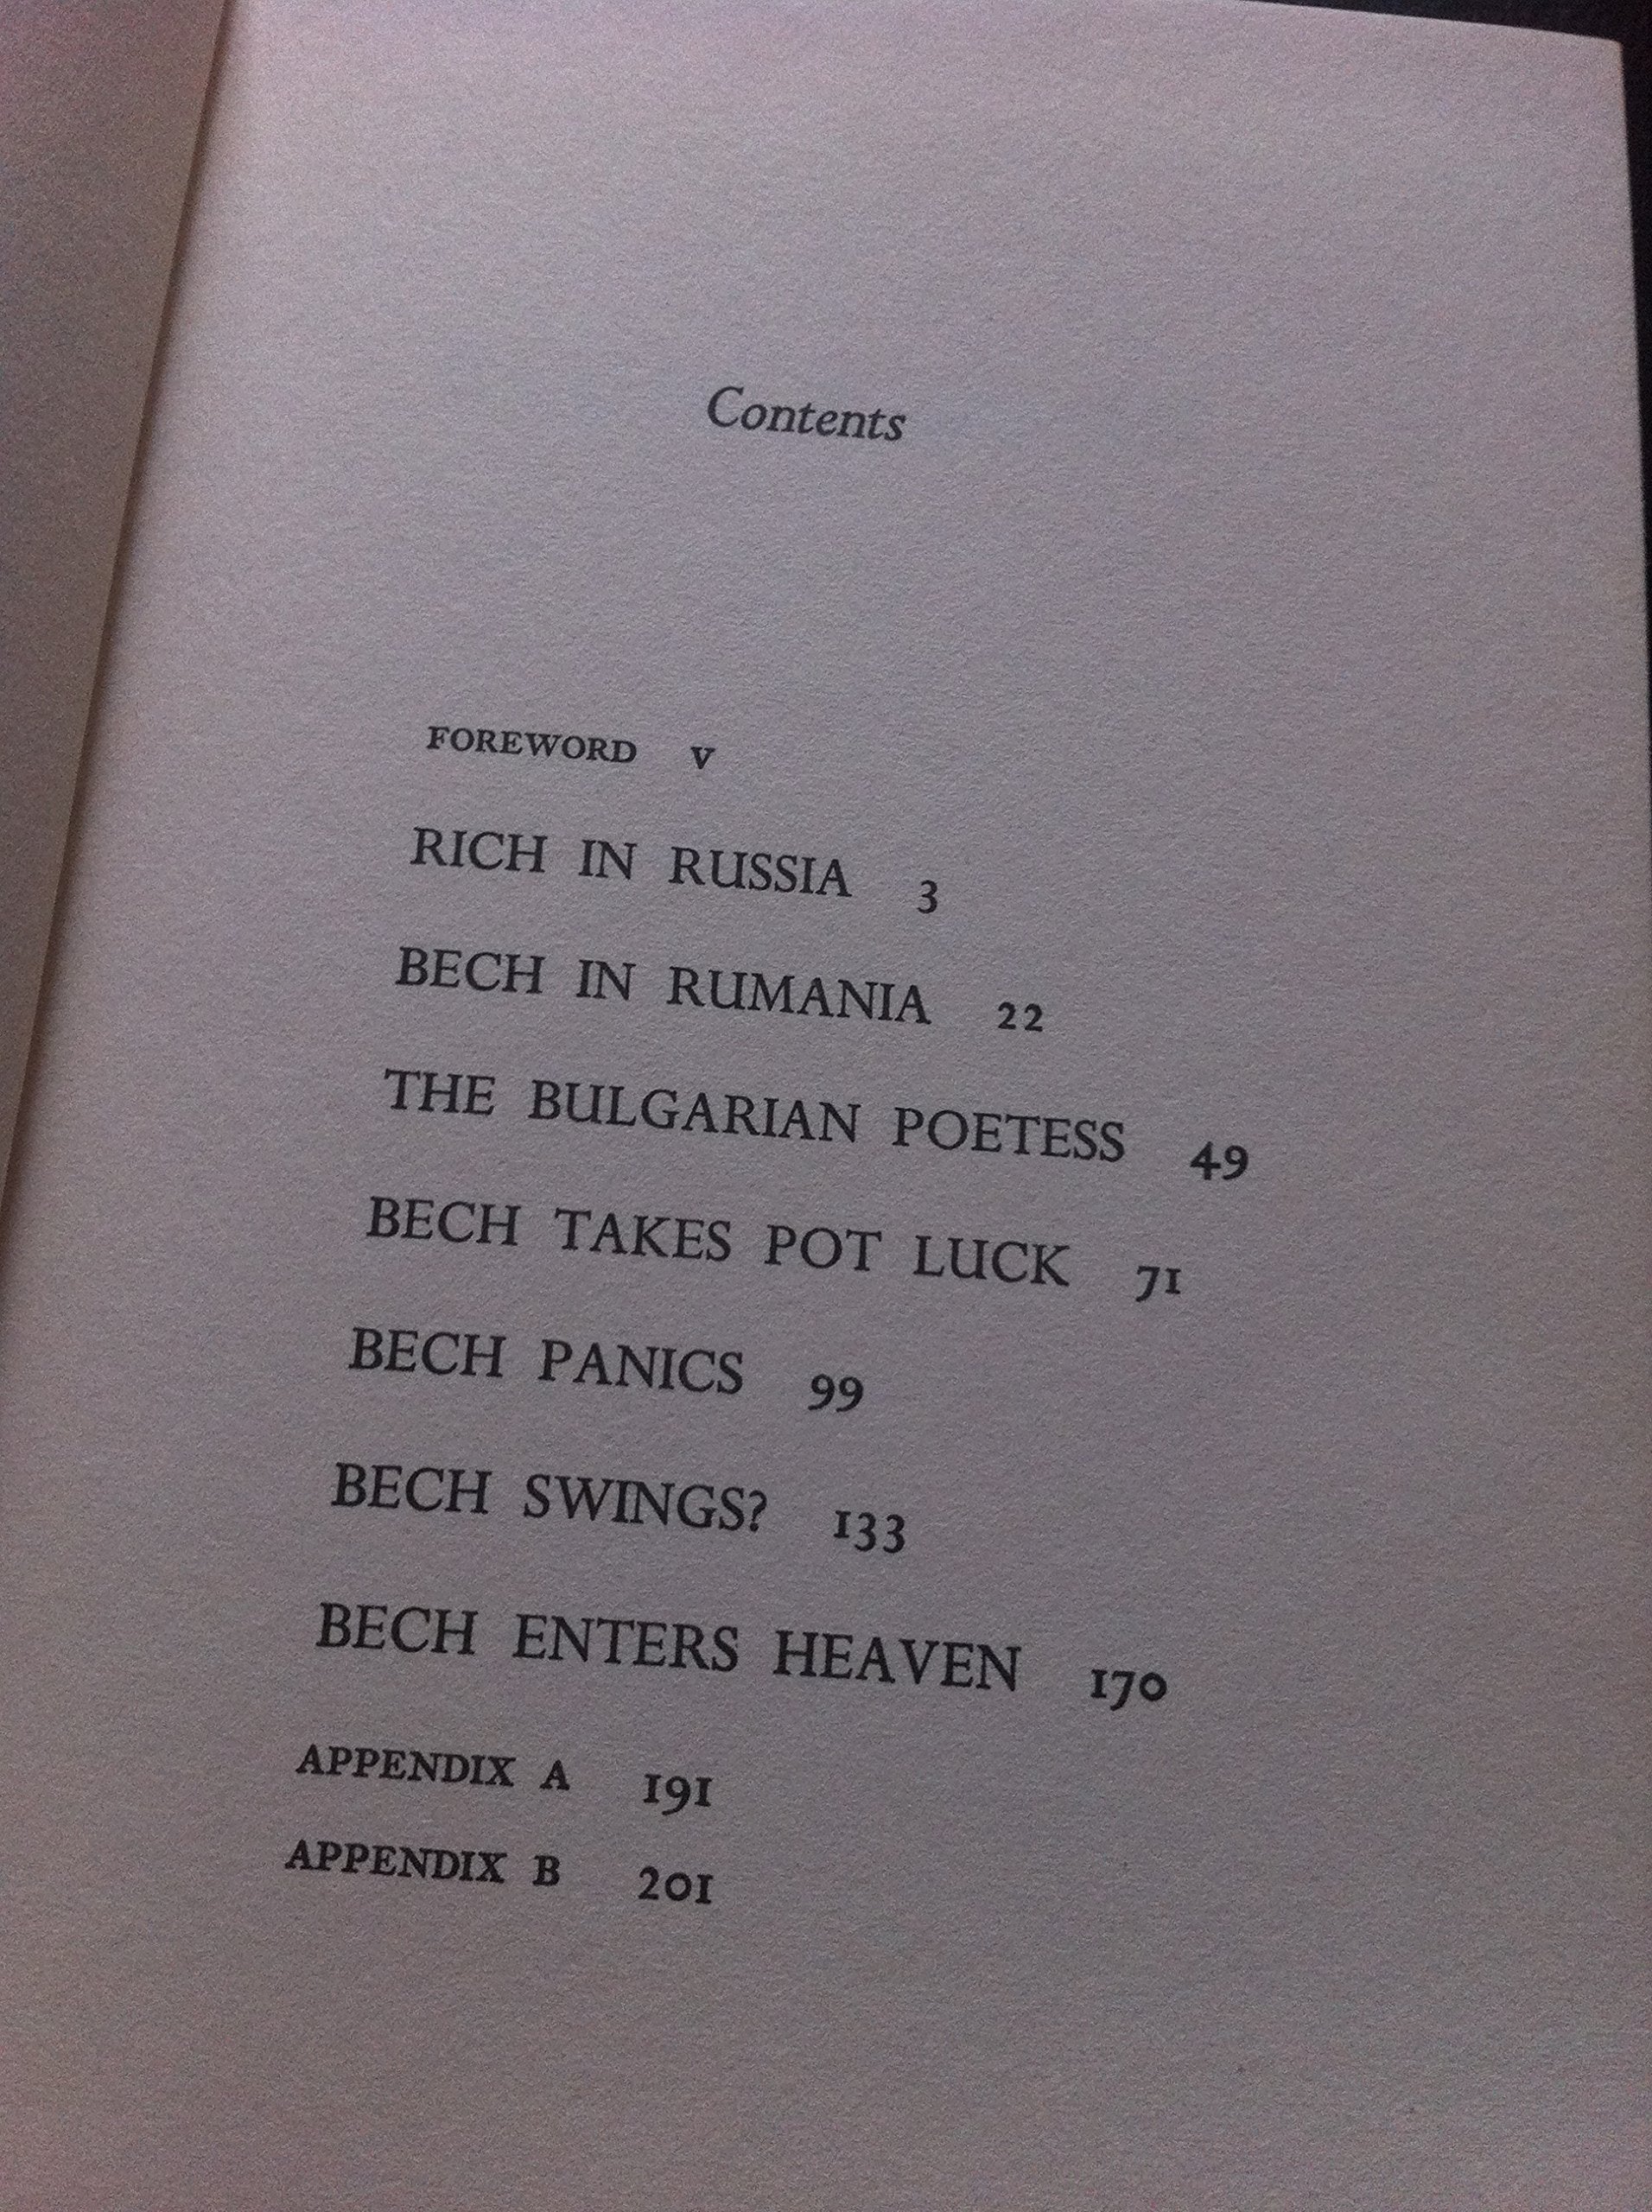 Contents
FOREWORD v
RICH IN RUSSIA 3
BECH IN RUMANIA 22
THE BULGARIAN POETESS 49
BECH TAKES POT LUCK 71
BECH PANICS 99
BECH SWINGS? 133
BECH ENTERS HEAVEN 170
APPENDIX A 191
APPENDIX B 201